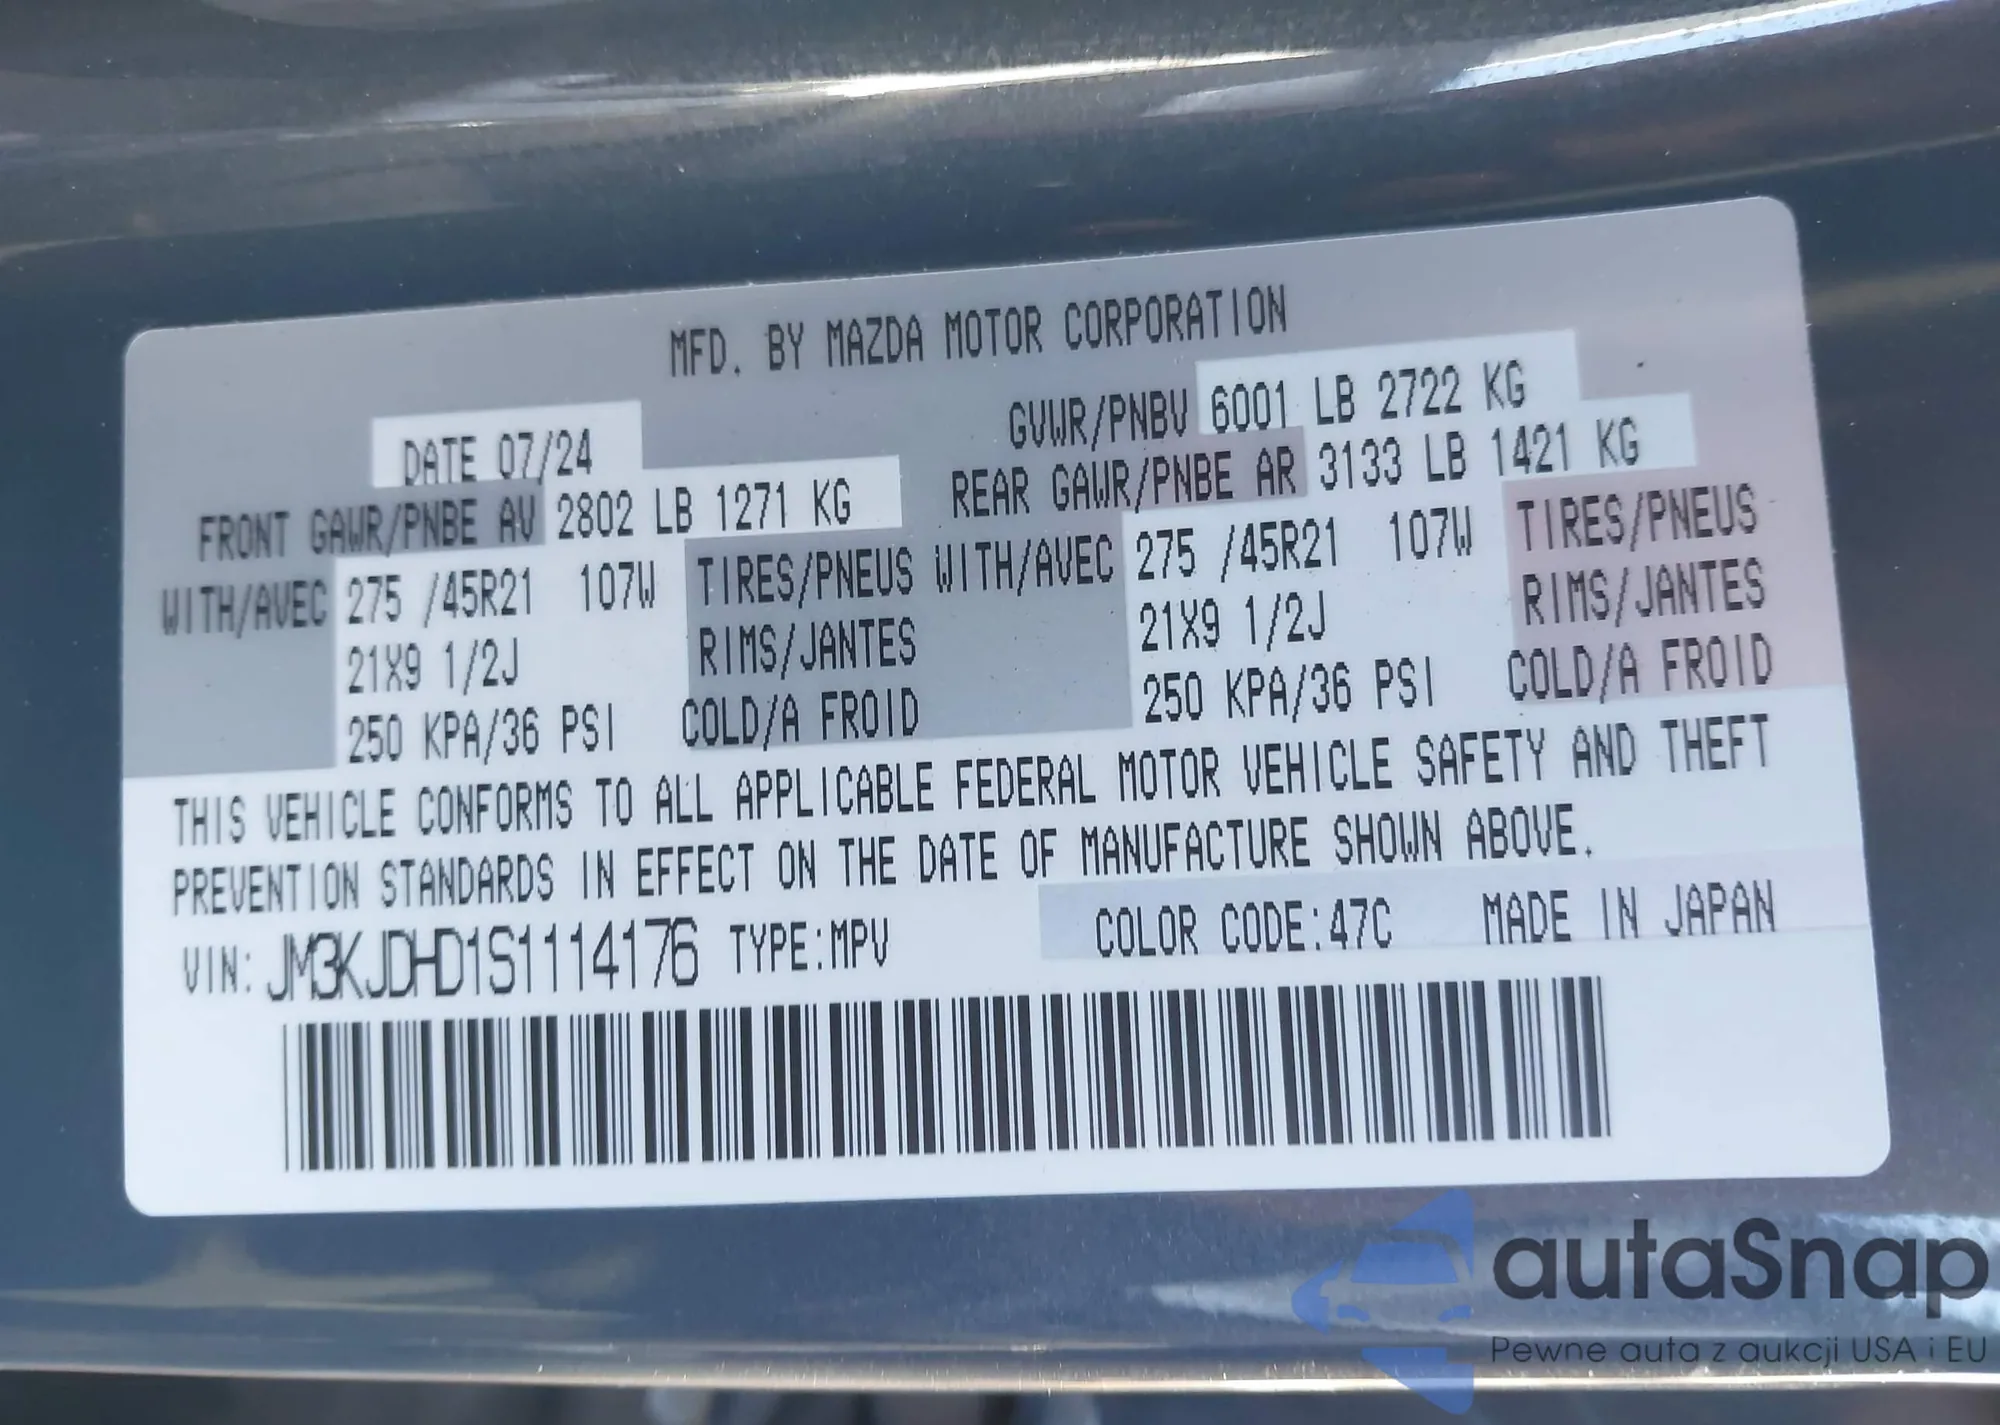 MFD. BY MAZDA MOTOR CORPORATION
DATE 07/24 GVWR/PNBV 6001 LB 2722 KG
FRONT GAWR/PNBE AV 2802 LB 1271 KG REAR GAWR/PNBE AR 3133 LB 1421 KG
WITH/AVEC 275 /45R21 107W TIRES/PNEUS WITH/AVEC 275 /45R21 107W TIRES/PNEUS
21X9 1/2J RIMS/JANTES 21X9 1/2J RIMS/JANTES
250 KPA/36 PSI COLD/A FROID 250 KPA/36 PSI COLD/A FROID
THIS VEHICLE CONFORMS TO ALL APPLICABLE FEDERAL MOTOR VEHICLE SAFETY AND THEFT
PREVENTION STANDARDS IN EFFECT ON THE DATE OF MANUFACTURE SHOWN ABOVE.
VIN: JM3KJDHD1S1114176 TYPE:MPV COLOR CODE:47C MADE IN JAPAN
autaSnap
Pewne auta z aukcji USA i EU